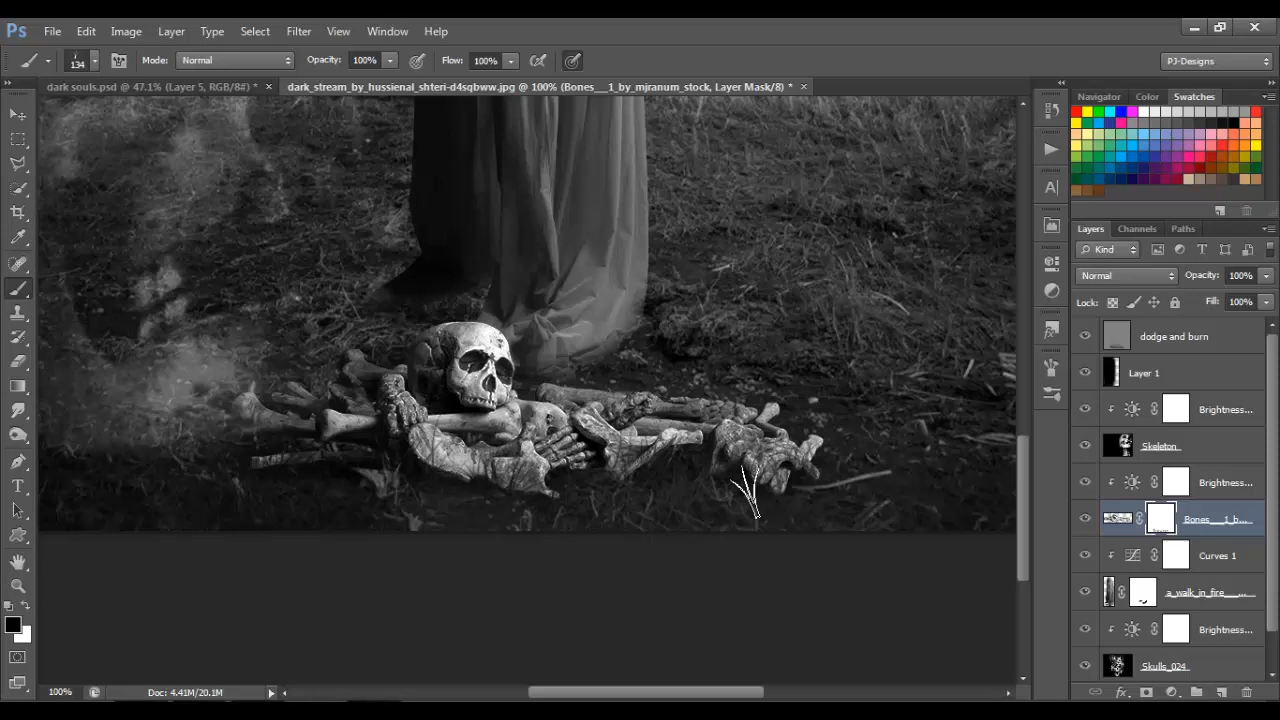 Ps File Edit Image Layer Type Select Filter View Window Help
134 Mode: Normal Opacity: 100% Flow: 100% PJ-Designs
dark souls.psd @ 47.1% (Layer 5, RGB/8#) * × dark_stream_by_hussienal_shteri-d4sqbww.jpg @ 100% (Bones___1_by_mjranum_stock, Layer Mask/8) * ×
Navigator Color Swatches
Layers Channels Paths
Kind
Normal Opacity: 100%
Lock: Fill: 100%
dodge and burn
Layer 1
Brightness...
Skeleton
Brightness...
Bones___1_b...
Curves 1
a_walk_in_fire___...
Brightness...
Skulls_024
100% Doc: 4.41M/20.1M